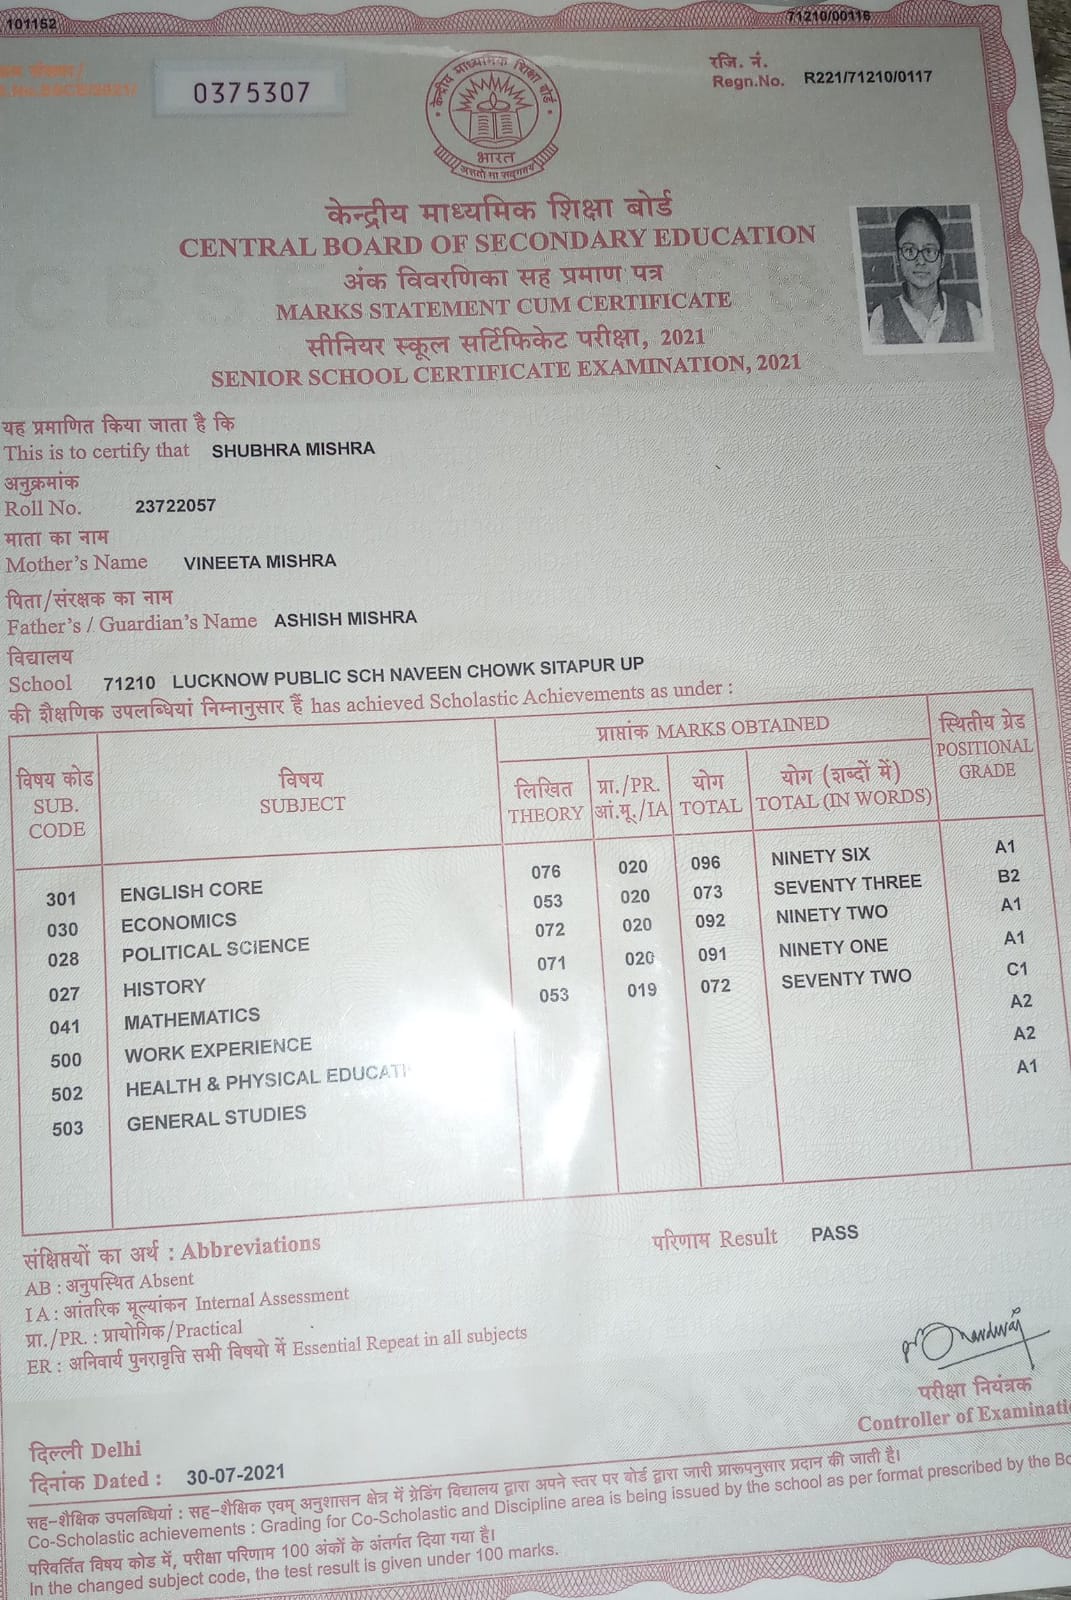 101152
71210/00116
0375307
रजि. नं.
Regn.No. R221/71210/0117
केन्द्रीय माध्यमिक शिक्षा बोर्ड
भारत
असतो मा सद्गमय
केन्द्रीय माध्यमिक शिक्षा बोर्ड
CENTRAL BOARD OF SECONDARY EDUCATION
अंक विवरणिका सह प्रमाण पत्र
MARKS STATEMENT CUM CERTIFICATE
सीनियर स्कूल सर्टिफिकेट परीक्षा, 2021
SENIOR SCHOOL CERTIFICATE EXAMINATION, 2021
यह प्रमाणित किया जाता है कि
This is to certify that SHUBHRA MISHRA
अनुक्रमांक
Roll No. 23722057
माता का नाम
Mother's Name VINEETA MISHRA
पिता/संरक्षक का नाम
Father's / Guardian's Name ASHISH MISHRA
विद्यालय
School 71210 LUCKNOW PUBLIC SCH NAVEEN CHOWK SITAPUR UP
की शैक्षणिक उपलब्धियां निम्नानुसार हैं has achieved Scholastic Achievements as under :
विषय कोड
SUB.
CODE
विषय
SUBJECT
प्राप्तांक MARKS OBTAINED
लिखित
THEORY
प्रा./PR.
आं.मू./IA
योग
TOTAL
योग (शब्दों में)
TOTAL (IN WORDS)
स्थितीय ग्रेड
POSITIONAL
GRADE
301 ENGLISH CORE 076 020 096 NINETY SIX A1
030 ECONOMICS 053 020 073 SEVENTY THREE B2
028 POLITICAL SCIENCE 072 020 092 NINETY TWO A1
027 HISTORY 071 020 091 NINETY ONE A1
041 MATHEMATICS 053 019 072 SEVENTY TWO C1
500 WORK EXPERIENCE A2
502 HEALTH & PHYSICAL EDUCATI A2
503 GENERAL STUDIES A1
संक्षिप्तियों का अर्थ : Abbreviations
परिणाम Result PASS
AB : अनुपस्थित Absent
I A : आंतरिक मूल्यांकन Internal Assessment
प्रा./PR. : प्रायोगिक/Practical
ER : अनिवार्य पुनरावृत्ति सभी विषयो में Essential Repeat in all subjects
परीक्षा नियंत्रक
Controller of Examinati
दिल्ली Delhi
दिनांक Dated : 30-07-2021
सह-शैक्षिक उपलब्धियां : सह-शैक्षिक एवम् अनुशासन क्षेत्र में ग्रेडिंग विद्यालय द्वारा अपने स्तर पर बोर्ड द्वारा जारी प्रारूपनुसार प्रदान की जाती है।
Co-Scholastic achievements : Grading for Co-Scholastic and Discipline area is being issued by the school as per format prescribed by the Bo
परिवर्तित विषय कोड में, परीक्षा परिणाम 100 अंकों के अंतर्गत दिया गया है।
In the changed subject code, the test result is given under 100 marks.